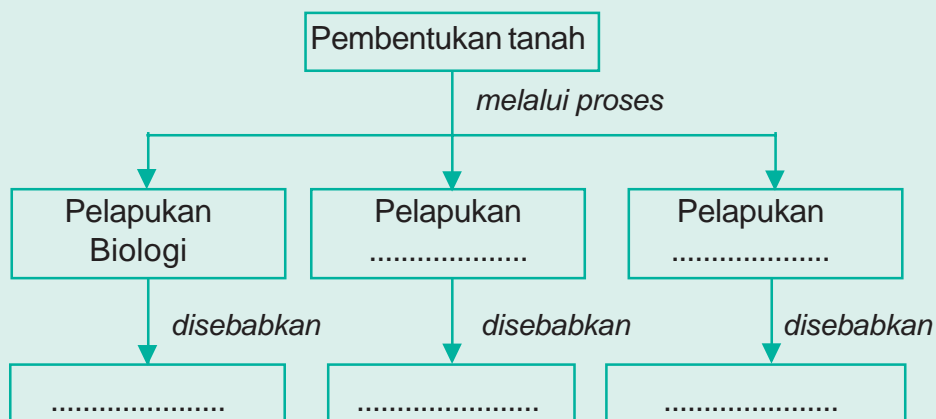 Pembentukan tanah
melalui proses
Pelapukan
Biologi
Pelapukan
....................
Pelapukan
....................
disebabkan
disebabkan
disebabkan
......................
.......................
......................